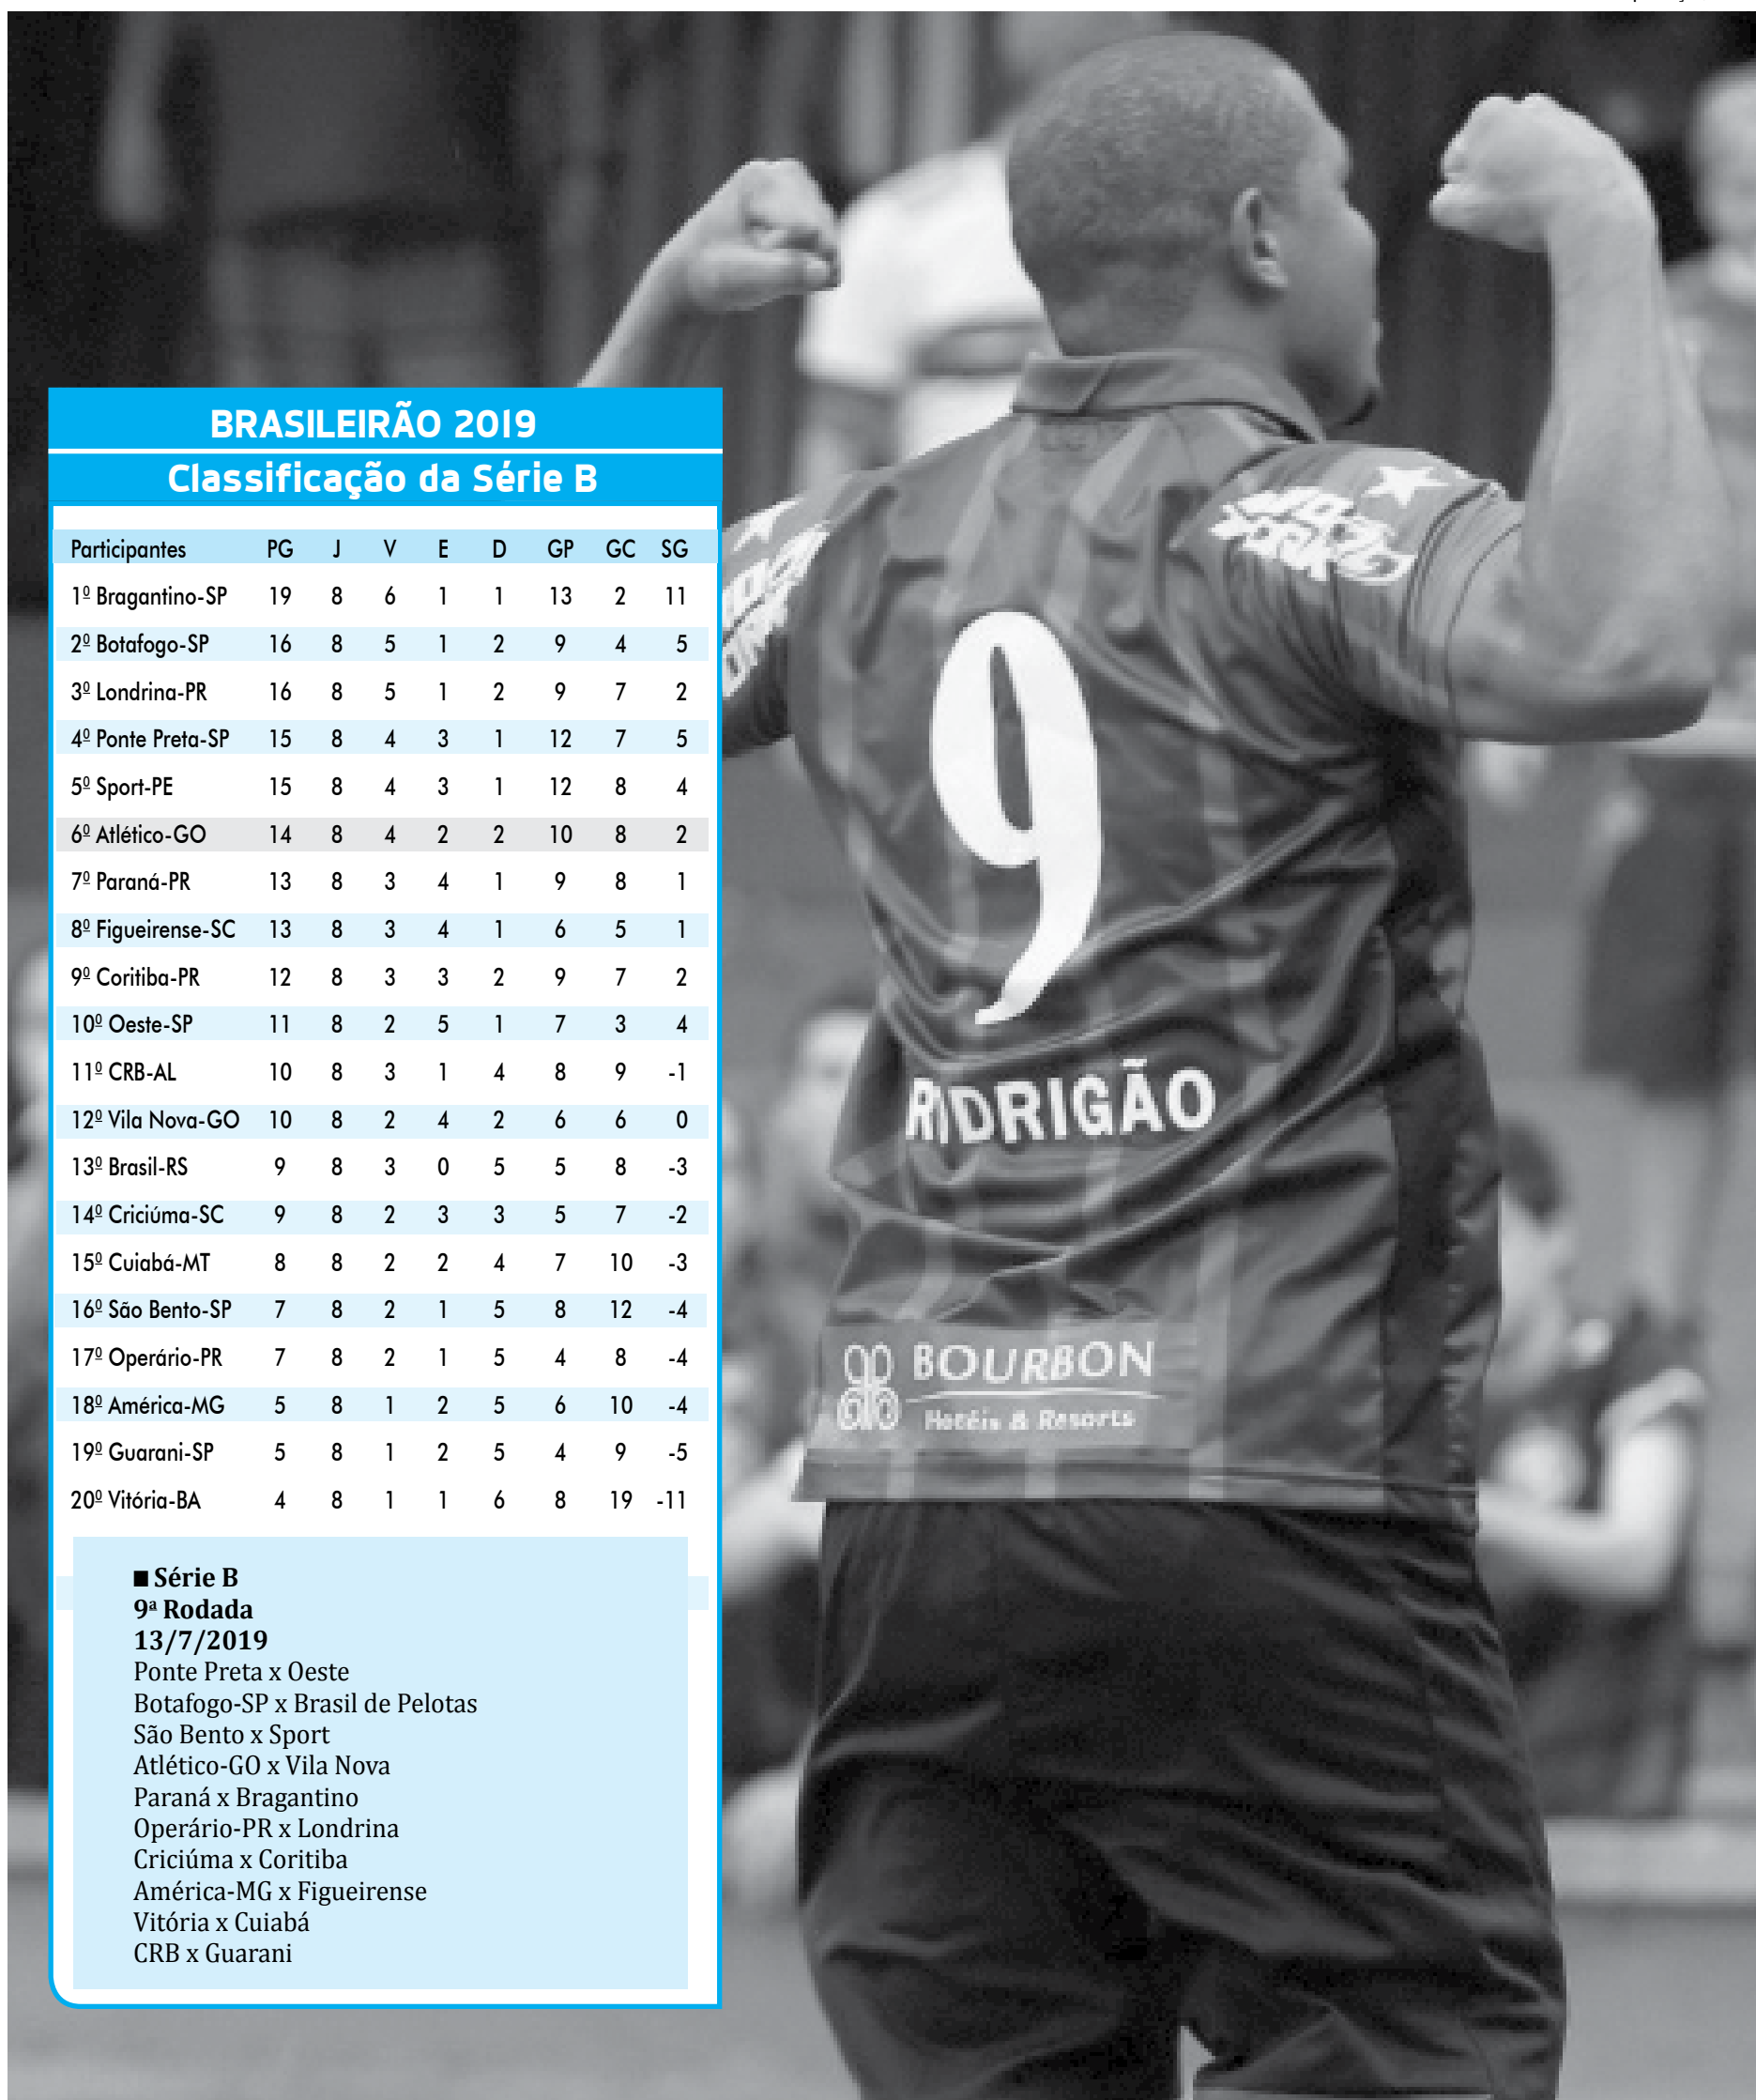 BRASILEIRÃO 2019
Classificação da Série B
Participantes PG J V E D GP GC SG
1º Bragantino-SP 19 8 6 1 1 13 2 11
2º Botafogo-SP 16 8 5 1 2 9 4 5
3º Londrina-PR 16 8 5 1 2 9 7 2
4º Ponte Preta-SP 15 8 4 3 1 12 7 5
5º Sport-PE 15 8 4 3 1 12 8 4
6º Atlético-GO 14 8 4 2 2 10 8 2
7º Paraná-PR 13 8 3 4 1 9 8 1
8º Figueirense-SC 13 8 3 4 1 6 5 1
9º Coritiba-PR 12 8 3 3 2 9 7 2
10º Oeste-SP 11 8 2 5 1 7 3 4
11º CRB-AL 10 8 3 1 4 8 9 -1
12º Vila Nova-GO 10 8 2 4 2 6 6 0
13º Brasil-RS 9 8 3 0 5 5 8 -3
14º Criciúma-SC 9 8 2 3 3 5 7 -2
15º Cuiabá-MT 8 8 2 2 4 7 10 -3
16º São Bento-SP 7 8 2 1 5 8 12 -4
17º Operário-PR 7 8 2 1 5 4 8 -4
18º América-MG 5 8 1 2 5 6 10 -4
19º Guarani-SP 5 8 1 2 5 4 9 -5
20º Vitória-BA 4 8 1 1 6 8 19 -11
■ Série B
9ª Rodada
13/7/2019
Ponte Preta x Oeste
Botafogo-SP x Brasil de Pelotas
São Bento x Sport
Atlético-GO x Vila Nova
Paraná x Bragantino
Operário-PR x Londrina
Criciúma x Coritiba
América-MG x Figueirense
Vitória x Cuiabá
CRB x Guarani
9
RODRIGÃO
BOURBON
Hotéis & Resorts